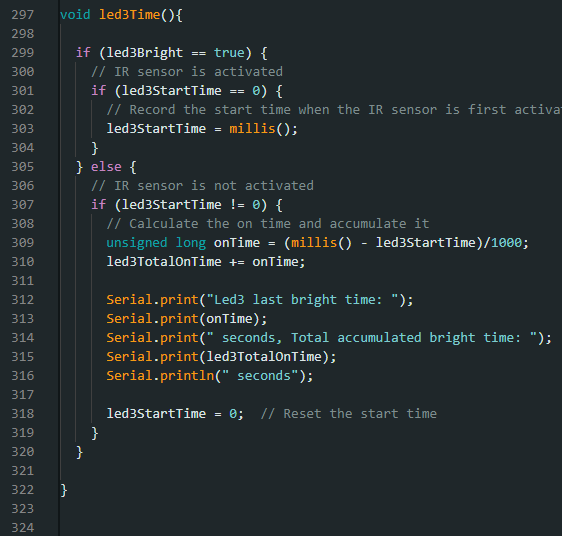 297 void led3Time(){
298
299 if (led3Bright == true) {
300 // IR sensor is activated
301 if (led3StartTime == 0) {
302 // Record the start time when the IR sensor is first activa
303 led3StartTime = millis();
304 }
305 } else {
306 // IR sensor is not activated
307 if (led3StartTime != 0) {
308 // Calculate the on time and accumulate it
309 unsigned long onTime = (millis() - led3StartTime)/1000;
310 led3TotalOnTime += onTime;
311
312 Serial.print("Led3 last bright time: ");
313 Serial.print(onTime);
314 Serial.print(" seconds, Total accumulated bright time: ");
315 Serial.print(led3TotalOnTime);
316 Serial.println(" seconds");
317
318 led3StartTime = 0;  // Reset the start time
319 }
320 }
321
322 }
323
324